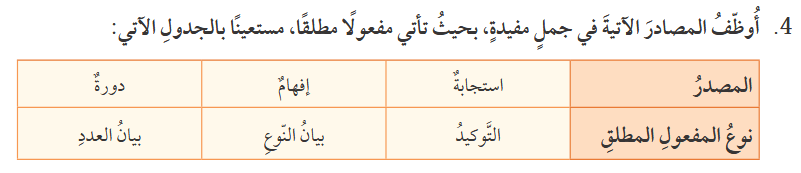 4. أُوظّفُ المصادرَ الآتيةَ في جملٍ مفيدةٍ، بحيثُ تأتي مفعولًا مطلقًا، مستعينًا بالجدولِ الآتي:
المصدرُ استجابةٌ إفهامٌ دورةٌ
نوعُ المفعولِ المطلقِ التَّوكيدُ بيانُ النّوعِ بيانُ العددِ